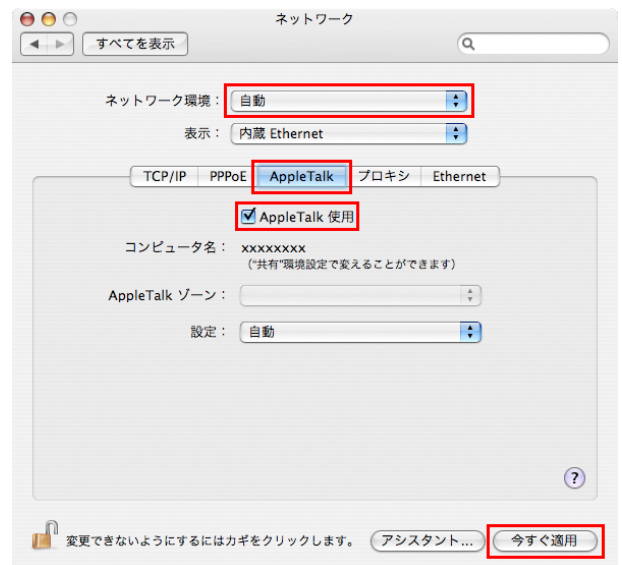 ネットワーク
すべてを表示
ネットワーク環境： 自動
表示： 内蔵 Ethernet
TCP/IP PPPoE AppleTalk プロキシ Ethernet
AppleTalk 使用
コンピュータ名： xxxxxxxx
（“共有”環境設定で変えることができます）
AppleTalk ゾーン：
設定： 自動
?
変更できないようにするにはカギをクリックします。 アシスタント... 今すぐ適用